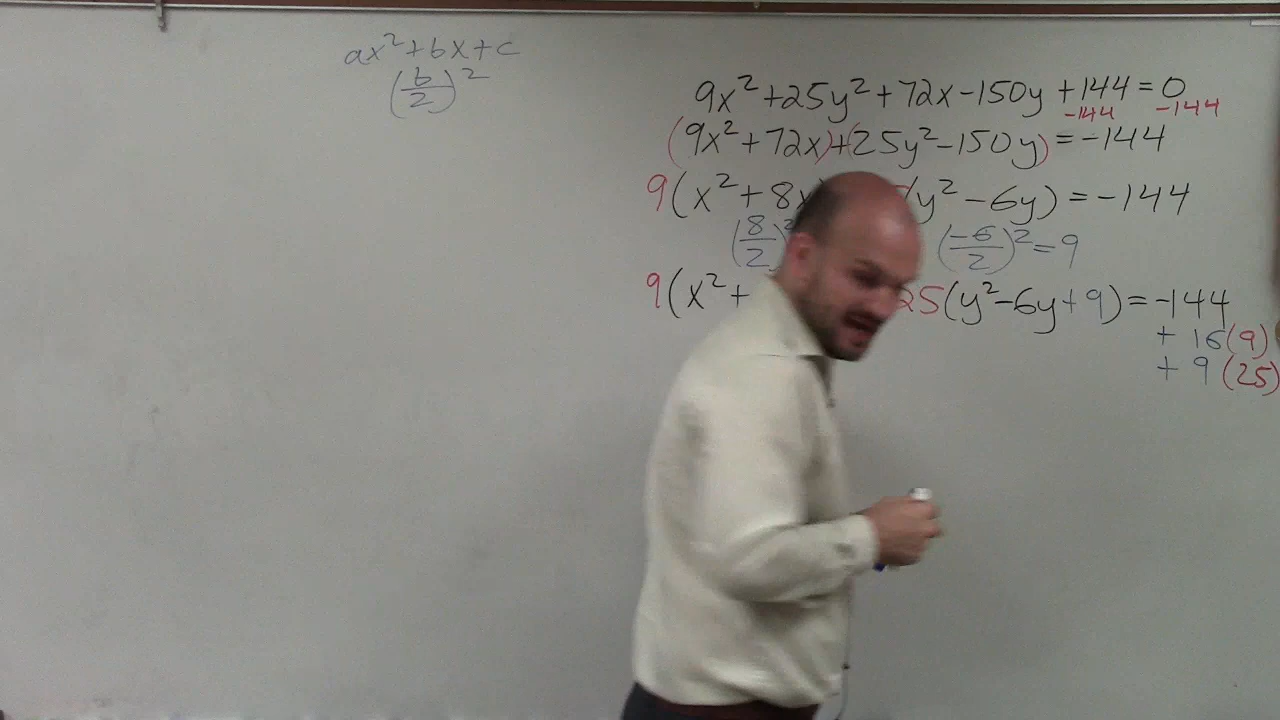 ax²+bx+c
(b/2)²
9x²+25y²+72x-150y+144=0
-144 -144
(9x²+72x)+(25y²-150y)=-144
9(x²+8x (y²-6y)=-144
(8/2)² (-6/2)²=9
9(x²+ 25(y²-6y+9)=-144
+ 16(9)
+ 9(25)